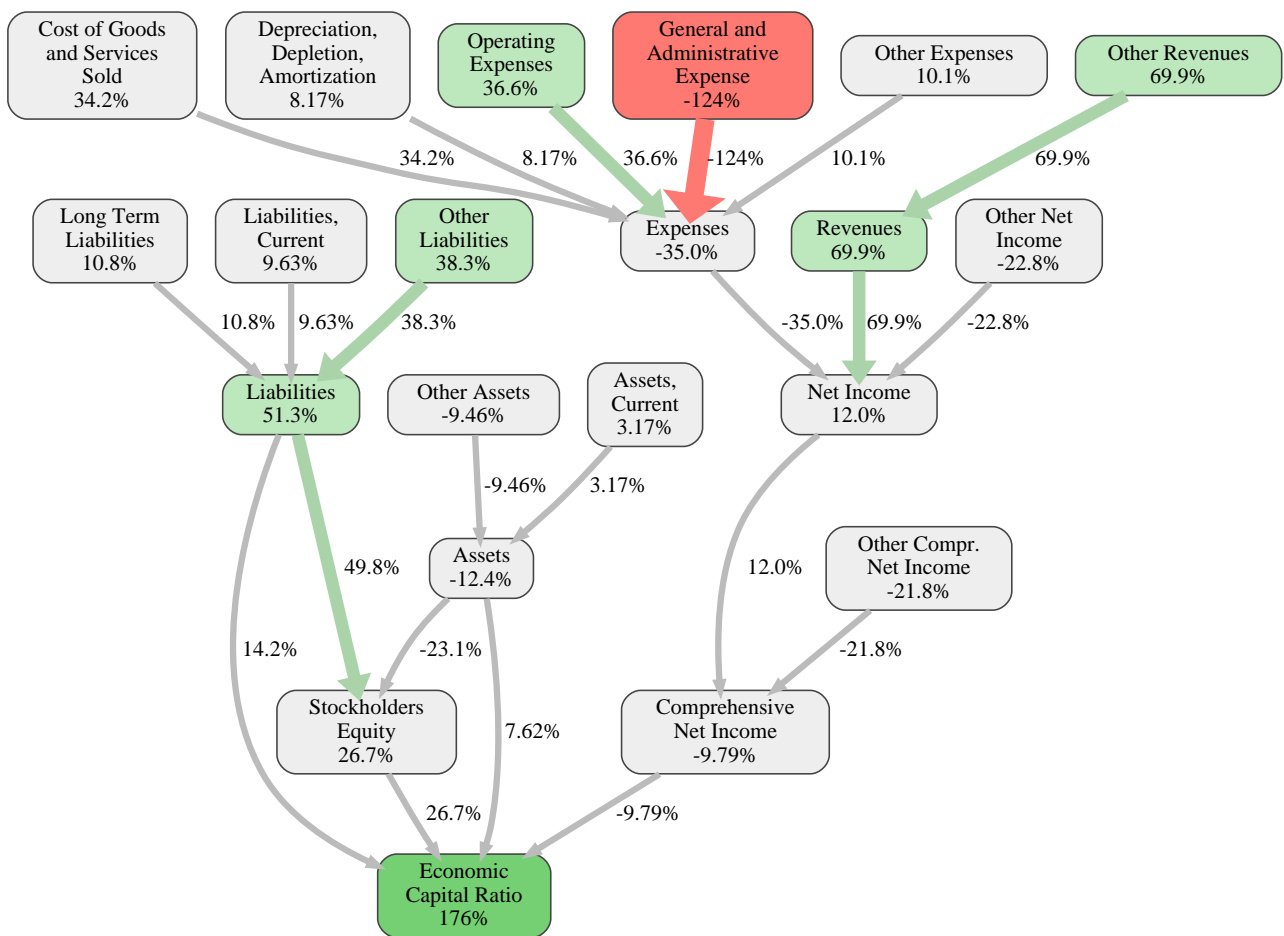 Cost of Goods
and Services
Sold
34.2%
Depreciation,
Depletion,
Amortization
8.17%
Operating
Expenses
36.6%
General and
Administrative
Expense
-124%
Other Expenses
10.1%
Other Revenues
69.9%
34.2%
8.17%
36.6%
-124%
10.1%
69.9%
Long Term
Liabilities
10.8%
Liabilities,
Current
9.63%
Other
Liabilities
38.3%
Expenses
-35.0%
Revenues
69.9%
Other Net
Income
-22.8%
10.8%
9.63%
38.3%
-35.0%
69.9%
-22.8%
Liabilities
51.3%
Other Assets
-9.46%
Assets,
Current
3.17%
Net Income
12.0%
-9.46%
3.17%
Assets
-12.4%
Other Compr.
Net Income
-21.8%
49.8%
12.0%
14.2%
-23.1%
-21.8%
Stockholders
Equity
26.7%
7.62%
Comprehensive
Net Income
-9.79%
26.7%
-9.79%
Economic
Capital Ratio
176%